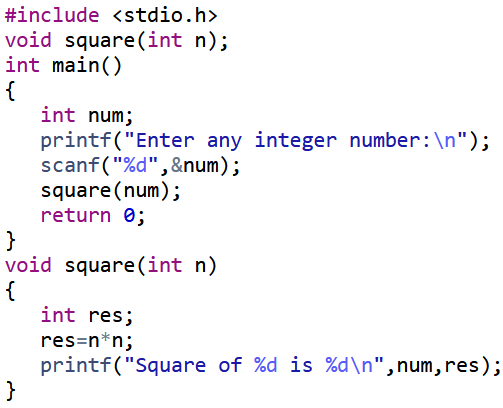 #include <stdio.h>
void square(int n);
int main()
{
   int num;
   printf("Enter any integer number:\n");
   scanf("%d",&num);
   square(num);
   return 0;
}
void square(int n)
{
   int res;
   res=n*n;
   printf("Square of %d is %d\n",num,res);
}